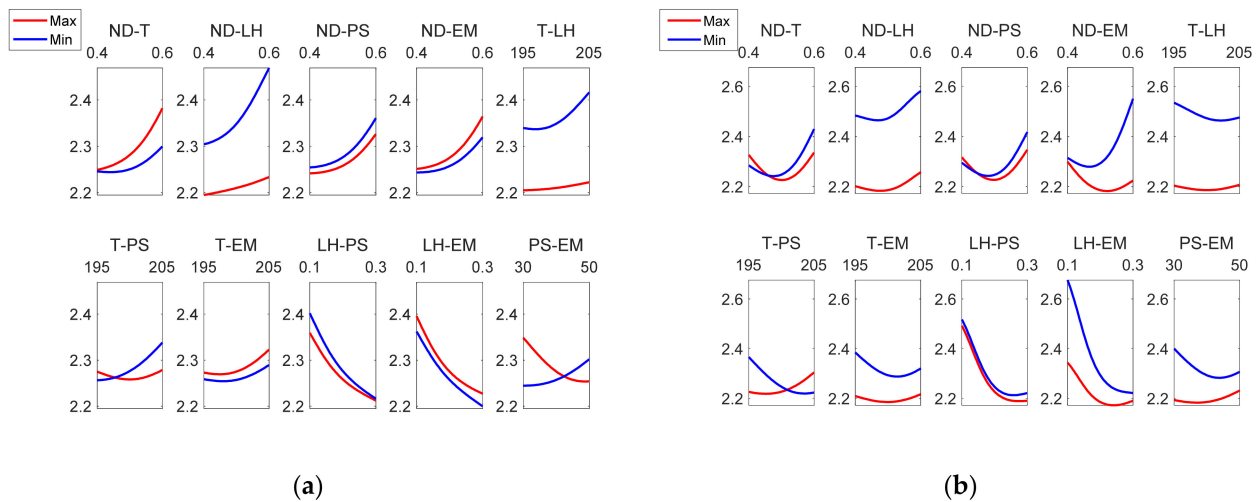 Max
Min
ND-T ND-LH ND-PS ND-EM T-LH
0.4 0.6 0.4 0.6 0.4 0.6 0.4 0.6 195 205
2.4 2.4 2.4 2.4 2.4
2.3 2.3 2.3 2.3 2.3
2.2 2.2 2.2 2.2 2.2
T-PS T-EM LH-PS LH-EM PS-EM
195 205 195 205 0.1 0.3 0.1 0.3 30 50
2.4 2.4 2.4 2.4 2.4
2.3 2.3 2.3 2.3 2.3
2.2 2.2 2.2 2.2 2.2
(a)
Max
Min
ND-T ND-LH ND-PS ND-EM T-LH
0.4 0.6 0.4 0.6 0.4 0.6 0.4 0.6 195 205
2.6 2.6 2.6 2.6 2.6
2.4 2.4 2.4 2.4 2.4
2.2 2.2 2.2 2.2 2.2
T-PS T-EM LH-PS LH-EM PS-EM
195 205 195 205 0.1 0.3 0.1 0.3 30 50
2.6 2.6 2.6 2.6 2.6
2.4 2.4 2.4 2.4 2.4
2.2 2.2 2.2 2.2 2.2
(b)